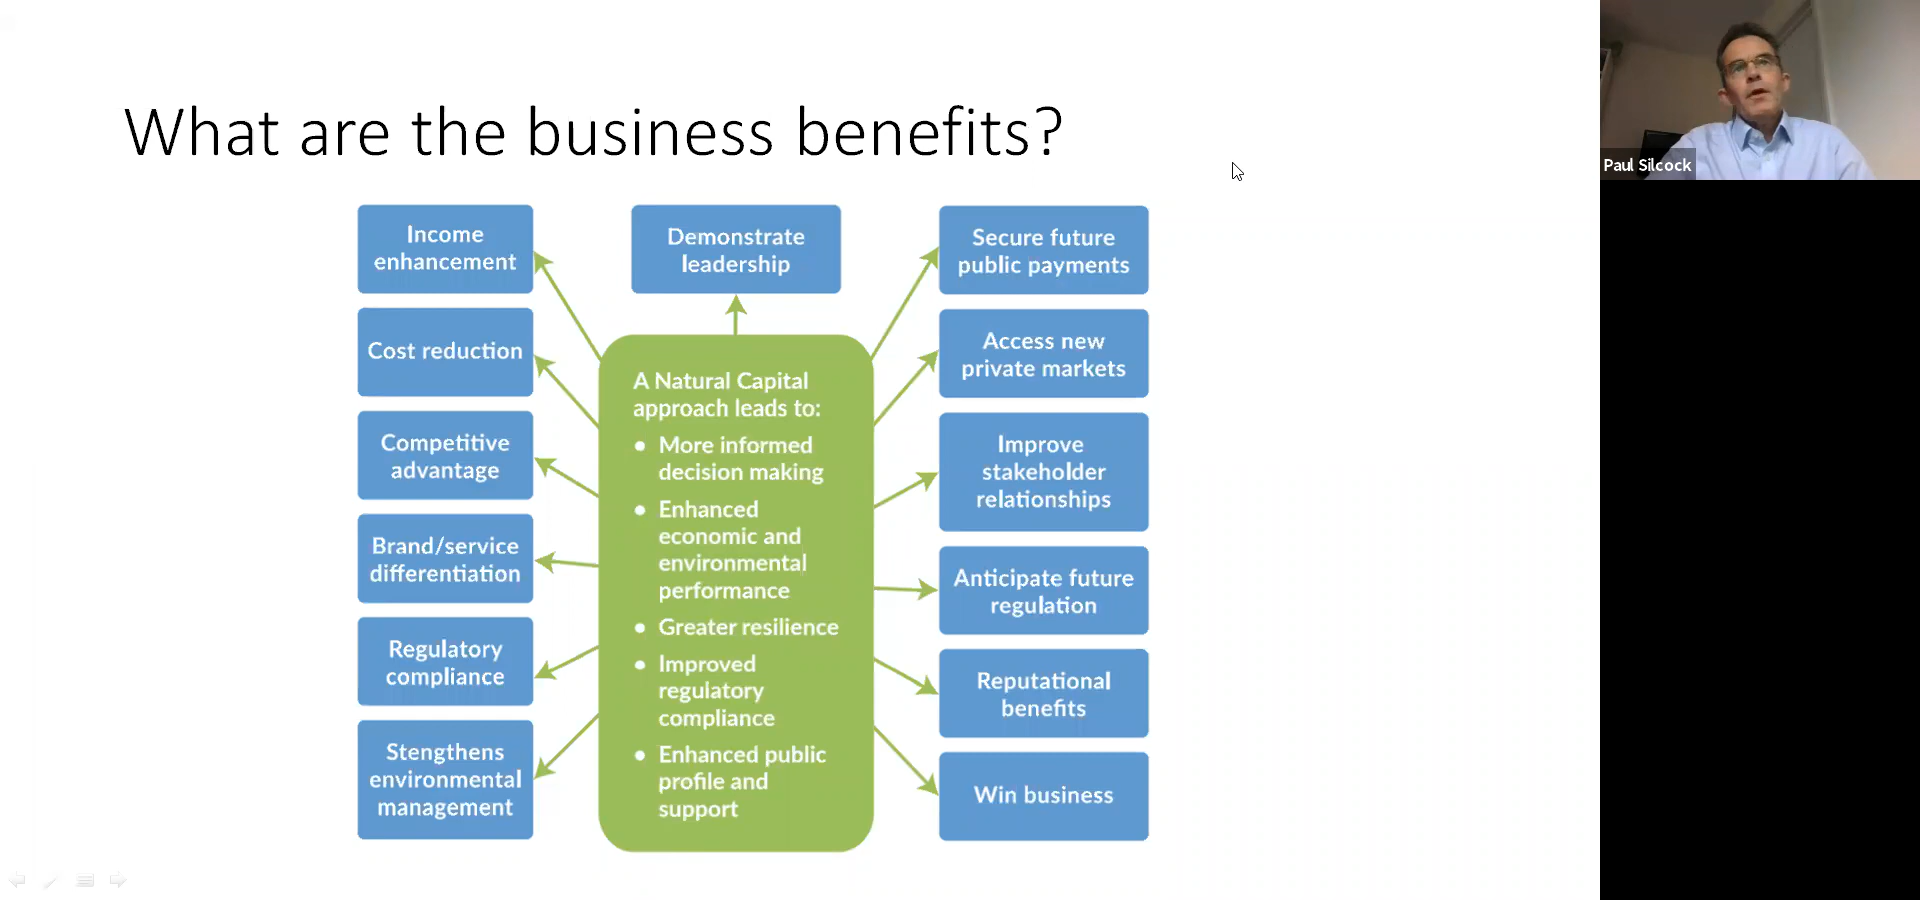 What are the business benefits?
Paul Silcock
Income
enhancement
Cost reduction
Competitive
advantage
Brand/service
differentiation
Regulatory
compliance
Stengthens
environmental
management
Demonstrate
leadership
A Natural Capital
approach leads to:
• More informed
decision making
• Enhanced
economic and
environmental
performance
• Greater resilience
• Improved
regulatory
compliance
• Enhanced public
profile and
support
Secure future
public payments
Access new
private markets
Improve
stakeholder
relationships
Anticipate future
regulation
Reputational
benefits
Win business